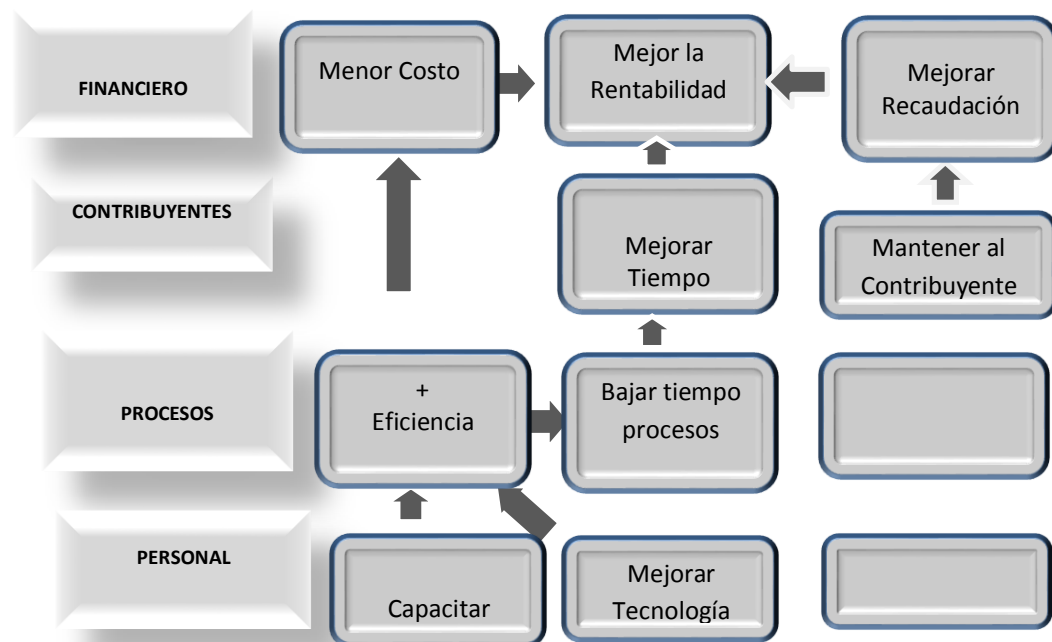 FINANCIERO
Menor Costo
Mejor la
Rentabilidad
Mejorar
Recaudación
CONTRIBUYENTES
Mejorar
Tiempo
Mantener al
Contribuyente
PROCESOS
+
Eficiencia
Bajar tiempo
procesos
PERSONAL
Capacitar
Mejorar
Tecnología